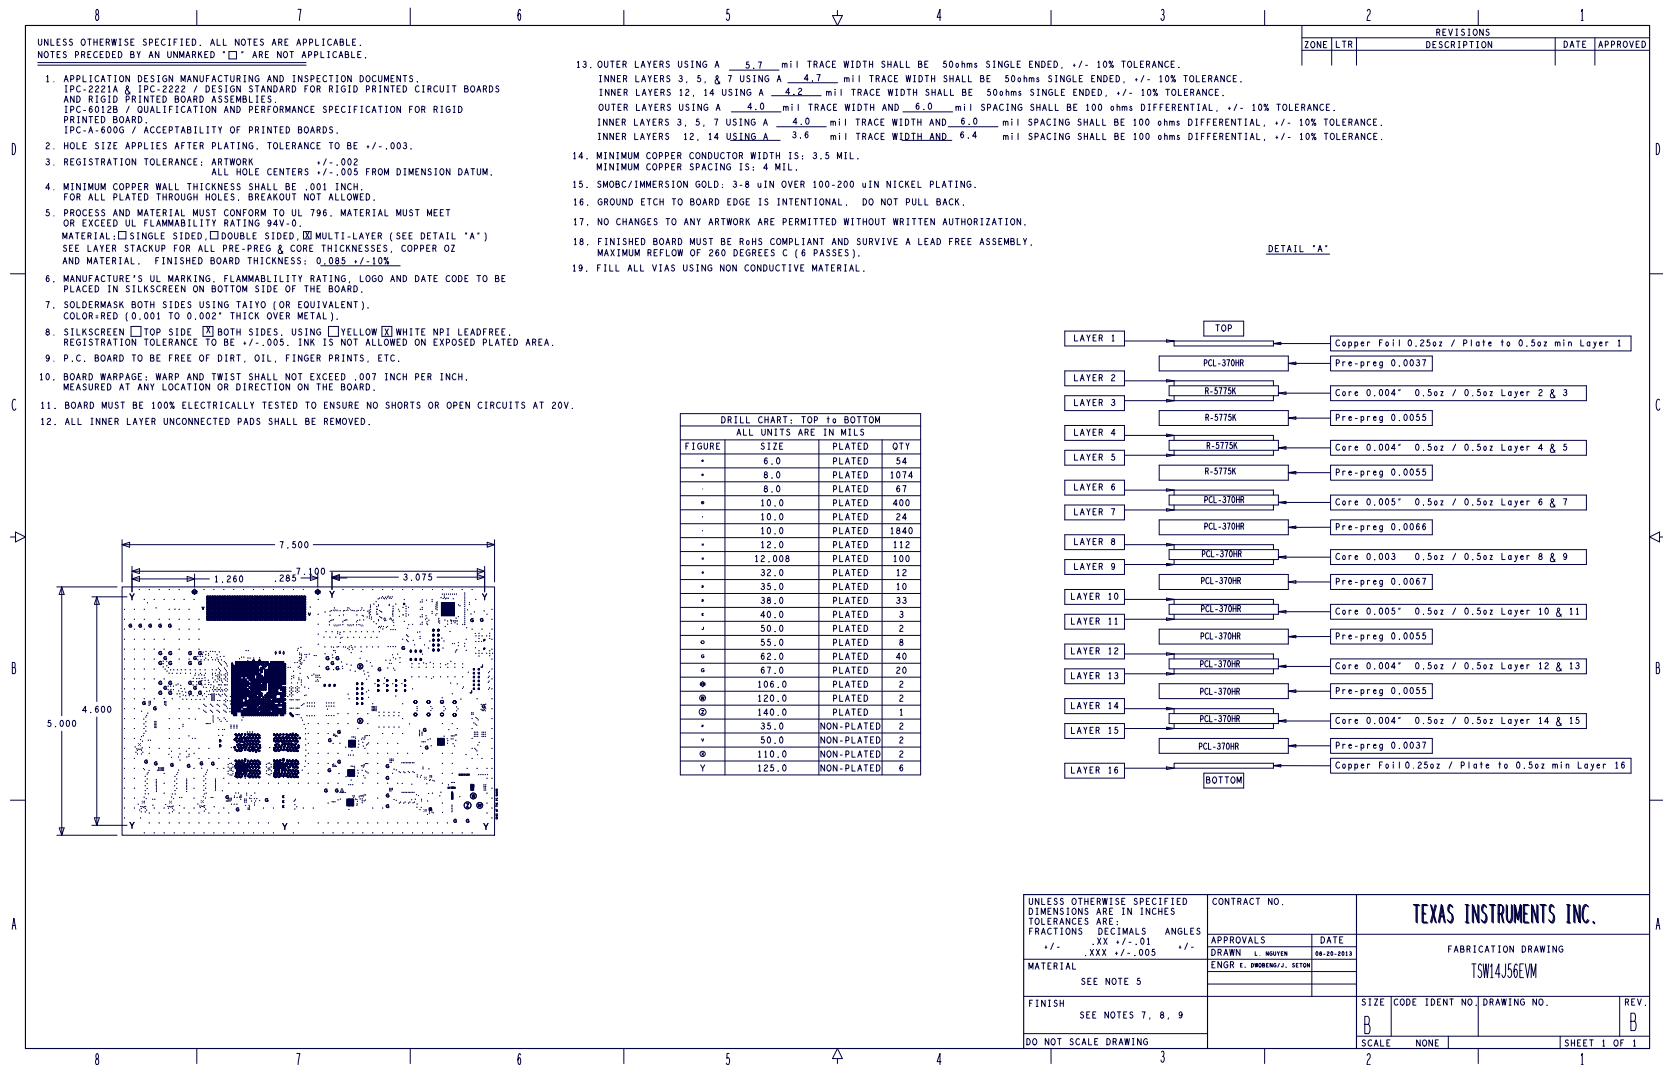 8 7 6 5 4 3 2 1
D
C
B
A
UNLESS OTHERWISE SPECIFIED, ALL NOTES ARE APPLICABLE.
NOTES PRECEDED BY AN UNMARKED "□" ARE NOT APPLICABLE.
1. APPLICATION DESIGN MANUFACTURING AND INSPECTION DOCUMENTS.
IPC-2221A & IPC-2222 / DESIGN STANDARD FOR RIGID PRINTED CIRCUIT BOARDS
AND RIGID PRINTED BOARD ASSEMBLIES.
IPC-6012B / QUALIFICATION AND PERFORMANCE SPECIFICATION FOR RIGID
PRINTED BOARD.
IPC-A-600G / ACCEPTABILITY OF PRINTED BOARDS.
2. HOLE SIZE APPLIES AFTER PLATING. TOLERANCE TO BE +/-.003.
3. REGISTRATION TOLERANCE: ARTWORK +/-.002
ALL HOLE CENTERS +/-.005 FROM DIMENSION DATUM.
4. MINIMUM COPPER WALL THICKNESS SHALL BE .001 INCH.
FOR ALL PLATED THROUGH HOLES. BREAKOUT NOT ALLOWED.
5. PROCESS AND MATERIAL MUST CONFORM TO UL 796. MATERIAL MUST MEET
OR EXCEED UL FLAMMABILITY RATING 94V-0.
MATERIAL: □ SINGLE SIDED, □ DOUBLE SIDED, ☒ MULTI-LAYER (SEE DETAIL "A")
SEE LAYER STACKUP FOR ALL PRE-PREG & CORE THICKNESSES, COPPER OZ
AND MATERIAL. FINISHED BOARD THICKNESS: 0.085 +/-10%
6. MANUFACTURE'S UL MARKING, FLAMMABLILITY RATING, LOGO AND DATE CODE TO BE
PLACED IN SILKSCREEN ON BOTTOM SIDE OF THE BOARD.
7. SOLDERMASK BOTH SIDES USING TAIYO (OR EQUIVALENT).
COLOR=RED (0.001 TO 0.002" THICK OVER METAL).
8. SILKSCREEN □ TOP SIDE ☒ BOTH SIDES, USING □ YELLOW ☒ WHITE NPI LEADFREE.
REGISTRATION TOLERANCE TO BE +/-.005. INK IS NOT ALLOWED ON EXPOSED PLATED AREA.
9. P.C. BOARD TO BE FREE OF DIRT, OIL, FINGER PRINTS, ETC.
10. BOARD WARPAGE: WARP AND TWIST SHALL NOT EXCEED .007 INCH PER INCH.
MEASURED AT ANY LOCATION OR DIRECTION ON THE BOARD.
11. BOARD MUST BE 100% ELECTRICALLY TESTED TO ENSURE NO SHORTS OR OPEN CIRCUITS AT 20V.
12. ALL INNER LAYER UNCONNECTED PADS SHALL BE REMOVED.
13. OUTER LAYERS USING A 5.7 mil TRACE WIDTH SHALL BE 50ohms SINGLE ENDED, +/- 10% TOLERANCE.
INNER LAYERS 3, 5, & 7 USING A 4.7 mil TRACE WIDTH SHALL BE 50ohms SINGLE ENDED, +/- 10% TOLERANCE.
INNER LAYERS 12, 14 USING A 4.2 mil TRACE WIDTH SHALL BE 50ohms SINGLE ENDED, +/- 10% TOLERANCE.
OUTER LAYERS USING A 4.0 mil TRACE WIDTH AND 6.0 mil SPACING SHALL BE 100 ohms DIFFERENTIAL, +/- 10% TOLERANCE.
INNER LAYERS 3, 5, 7 USING A 4.0 mil TRACE WIDTH AND 6.0 mil SPACING SHALL BE 100 ohms DIFFERENTIAL, +/- 10% TOLERANCE.
INNER LAYERS 12, 14 USING A 3.6 mil TRACE WIDTH AND 6.4 mil SPACING SHALL BE 100 ohms DIFFERENTIAL, +/- 10% TOLERANCE.
14. MINIMUM COPPER CONDUCTOR WIDTH IS: 3.5 MIL.
MINIMUM COPPER SPACING IS: 4 MIL.
15. SMOBC/IMMERSION GOLD: 3-8 uIN OVER 100-200 uIN NICKEL PLATING.
16. GROUND ETCH TO BOARD EDGE IS INTENTIONAL. DO NOT PULL BACK.
17. NO CHANGES TO ANY ARTWORK ARE PERMITTED WITHOUT WRITTEN AUTHORIZATION.
18. FINISHED BOARD MUST BE RoHS COMPLIANT AND SURVIVE A LEAD FREE ASSEMBLY.
MAXIMUM REFLOW OF 260 DEGREES C (6 PASSES).
19. FILL ALL VIAS USING NON CONDUCTIVE MATERIAL.
REVISIONS
ZONE LTR DESCRIPTION DATE APPROVED
DETAIL "A"
TOP
LAYER 1 Copper Foil 0.25oz / Plate to 0.5oz min Layer 1
PCL-370HR Pre-preg 0.0037
LAYER 2
R-5775K Core 0.004" 0.5oz / 0.5oz Layer 2 & 3
LAYER 3
R-5775K Pre-preg 0.0055
LAYER 4
R-5775K Core 0.004" 0.5oz / 0.5oz Layer 4 & 5
LAYER 5
R-5775K Pre-preg 0.0055
LAYER 6
PCL-370HR Core 0.005" 0.5oz / 0.5oz Layer 6 & 7
LAYER 7
PCL-370HR Pre-preg 0.0066
LAYER 8
PCL-370HR Core 0.003 0.5oz / 0.5oz Layer 8 & 9
LAYER 9
PCL-370HR Pre-preg 0.0067
LAYER 10
PCL-370HR Core 0.005" 0.5oz / 0.5oz Layer 10 & 11
LAYER 11
PCL-370HR Pre-preg 0.0055
LAYER 12
PCL-370HR Core 0.004" 0.5oz / 0.5oz Layer 12 & 13
LAYER 13
PCL-370HR Pre-preg 0.0055
LAYER 14
PCL-370HR Core 0.004" 0.5oz / 0.5oz Layer 14 & 15
LAYER 15
PCL-370HR Pre-preg 0.0037
LAYER 16 Copper Foil 0.25oz / Plate to 0.5oz min Layer 16
BOTTOM
DRILL CHART: TOP to BOTTOM
ALL UNITS ARE IN MILS
FIGURE SIZE PLATED QTY
6.0 PLATED 54
8.0 PLATED 1074
8.0 PLATED 67
10.0 PLATED 400
10.0 PLATED 24
10.0 PLATED 1840
12.0 PLATED 112
12.008 PLATED 100
32.0 PLATED 12
35.0 PLATED 10
38.0 PLATED 33
40.0 PLATED 3
50.0 PLATED 2
55.0 PLATED 8
62.0 PLATED 40
67.0 PLATED 20
106.0 PLATED 2
120.0 PLATED 2
140.0 PLATED 1
35.0 NON-PLATED 2
50.0 NON-PLATED 2
110.0 NON-PLATED 2
Y 125.0 NON-PLATED 6
7.500
7.100
1.260 .285 3.075
5.000
4.600
Y Y Y
Y Y Y
UNLESS OTHERWISE SPECIFIED
DIMENSIONS ARE IN INCHES
TOLERANCES ARE:
FRACTIONS DECIMALS ANGLES
+/- .XX +/-.01 +/-
.XXX +/-.005
MATERIAL
SEE NOTE 5
FINISH
SEE NOTES 7, 8, 9
DO NOT SCALE DRAWING
CONTRACT NO.
APPROVALS DATE
DRAWN L. NGUYEN 08-20-2013
ENGR E. DWOBENG/J. SETON
TEXAS INSTRUMENTS INC.
FABRICATION DRAWING
TSW14J56EVM
SIZE CODE IDENT NO. DRAWING NO. REV.
B B
SCALE NONE SHEET 1 OF 1
8 7 6 5 4 3 2 1